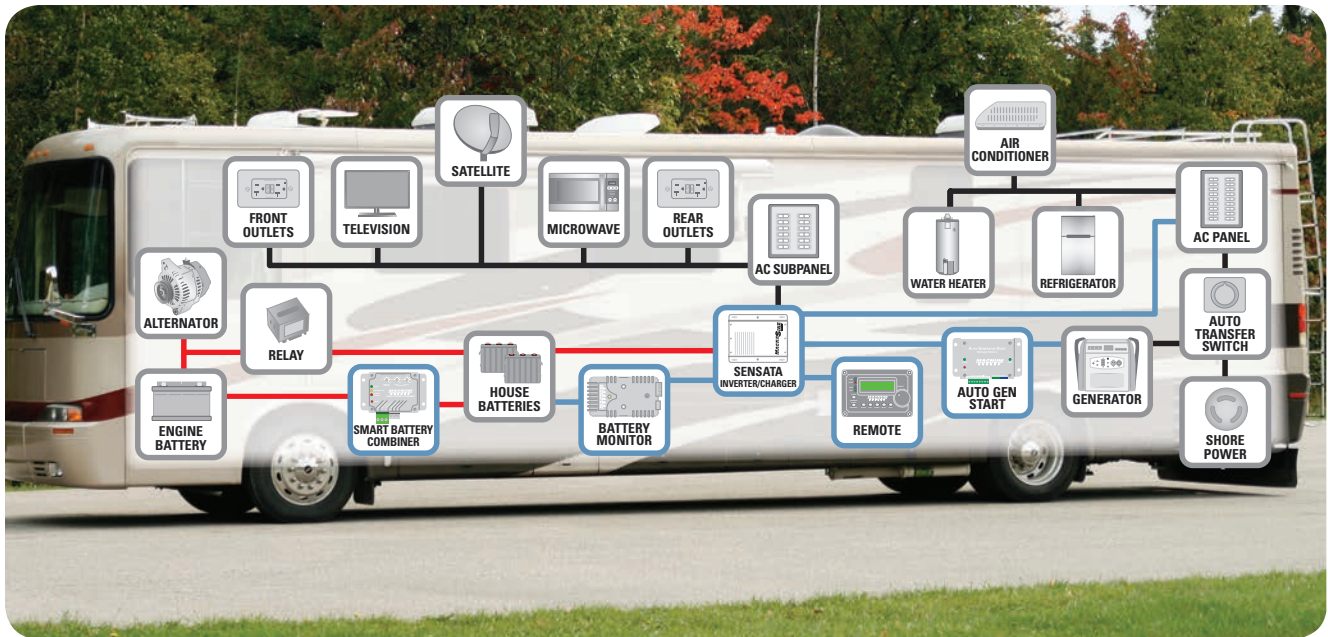 SATELLITE
AIR
CONDITIONER
FRONT
OUTLETS
TELEVISION
MICROWAVE
REAR
OUTLETS
AC SUBPANEL
WATER HEATER
REFRIGERATOR
AC PANEL
ALTERNATOR
RELAY
HOUSE
BATTERIES
SENSATA
INVERTER/CHARGER
AUTO GEN
START
GENERATOR
AUTO
TRANSFER
SWITCH
ENGINE
BATTERY
SMART BATTERY
COMBINER
BATTERY
MONITOR
REMOTE
SHORE
POWER